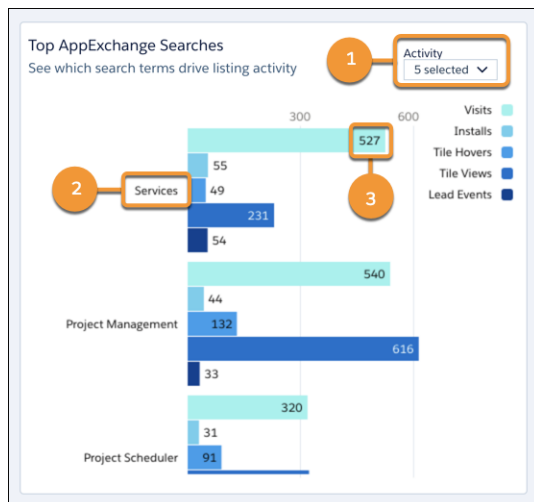 Top AppExchange Searches
See which search terms drive listing activity
1
Activity
5 selected
300
600
Visits
Installs
Tile Hovers
Tile Views
Lead Events
527
55
2
Services
49
3
231
54
540
44
Project Management
132
616
33
320
31
Project Scheduler
91